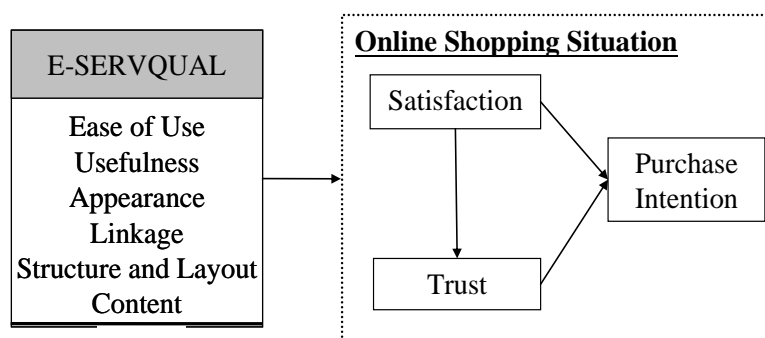 E-SERVQUAL
Ease of Use
Usefulness
Appearance
Linkage
Structure and Layout
Content
Online Shopping Situation
Satisfaction
Trust
Purchase
Intention